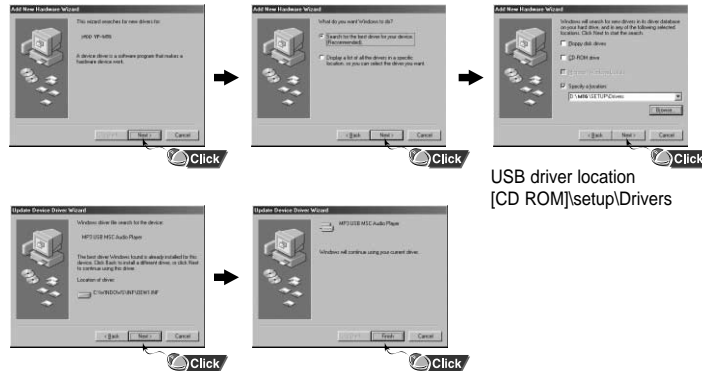 Add New Hardware Wizard
This wizard searches for new drivers for:
A device driver is a software program that makes a
hardware device work.
Next >
Cancel
Click
Add New Hardware Wizard
What do you want Windows to do?
Search for the best driver for your device.
(Recommended).
Display a list of all the drivers in a specific
location, so you can select the driver you want.
< Back
Next >
Cancel
Click
Add New Hardware Wizard
Windows will search for new drivers in its driver database
on your hard drive, and in any of the following selected
locations. Click Next to start the search.
Floppy disk drives
CD-ROM drive
Specify a location:
Browse...
< Back
Next >
Cancel
Click
USB driver location
[CD ROM]\setup\Drivers
Update Device Driver Wizard
Windows driver file search for the device:
MP3 USB MSC Audio Player
The best driver Windows found is already installed for this
device. Click Back to install a different driver, or click Next
to continue using this driver.
Location of driver:
< Back
Next >
Cancel
Click
Update Device Driver Wizard
MP3 USB MSC Audio Player
Windows will continue using your current driver.
Finish
Cancel
Click